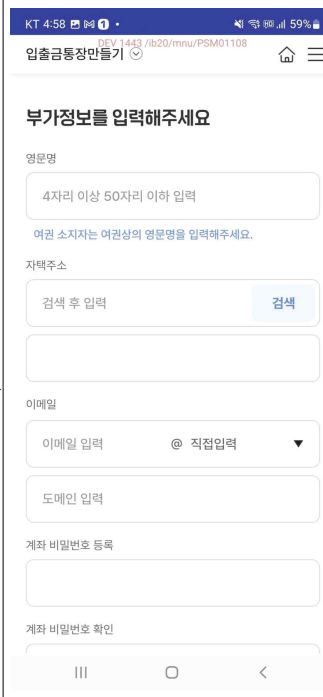 KT 4:58 1 •
59%
DEV 1443 /ib20/mnu/PSM01108
입출금통장만들기
부가정보를 입력해주세요
영문명
4자리 이상 50자리 이하 입력
여권 소지자는 여권상의 영문명을 입력해주세요.
자택주소
검색 후 입력
검색
이메일
이메일 입력 @ 직접입력 ▼
도메인 입력
계좌 비밀번호 등록
계좌 비밀번호 확인